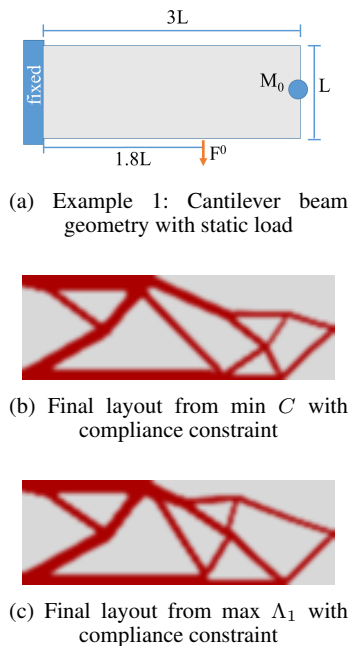 3L
fixed
M₀
L
F⁰
1.8L
(a) Example 1: Cantilever beam
geometry with static load
(b) Final layout from min C with
compliance constraint
(c) Final layout from max Λ₁ with
compliance constraint